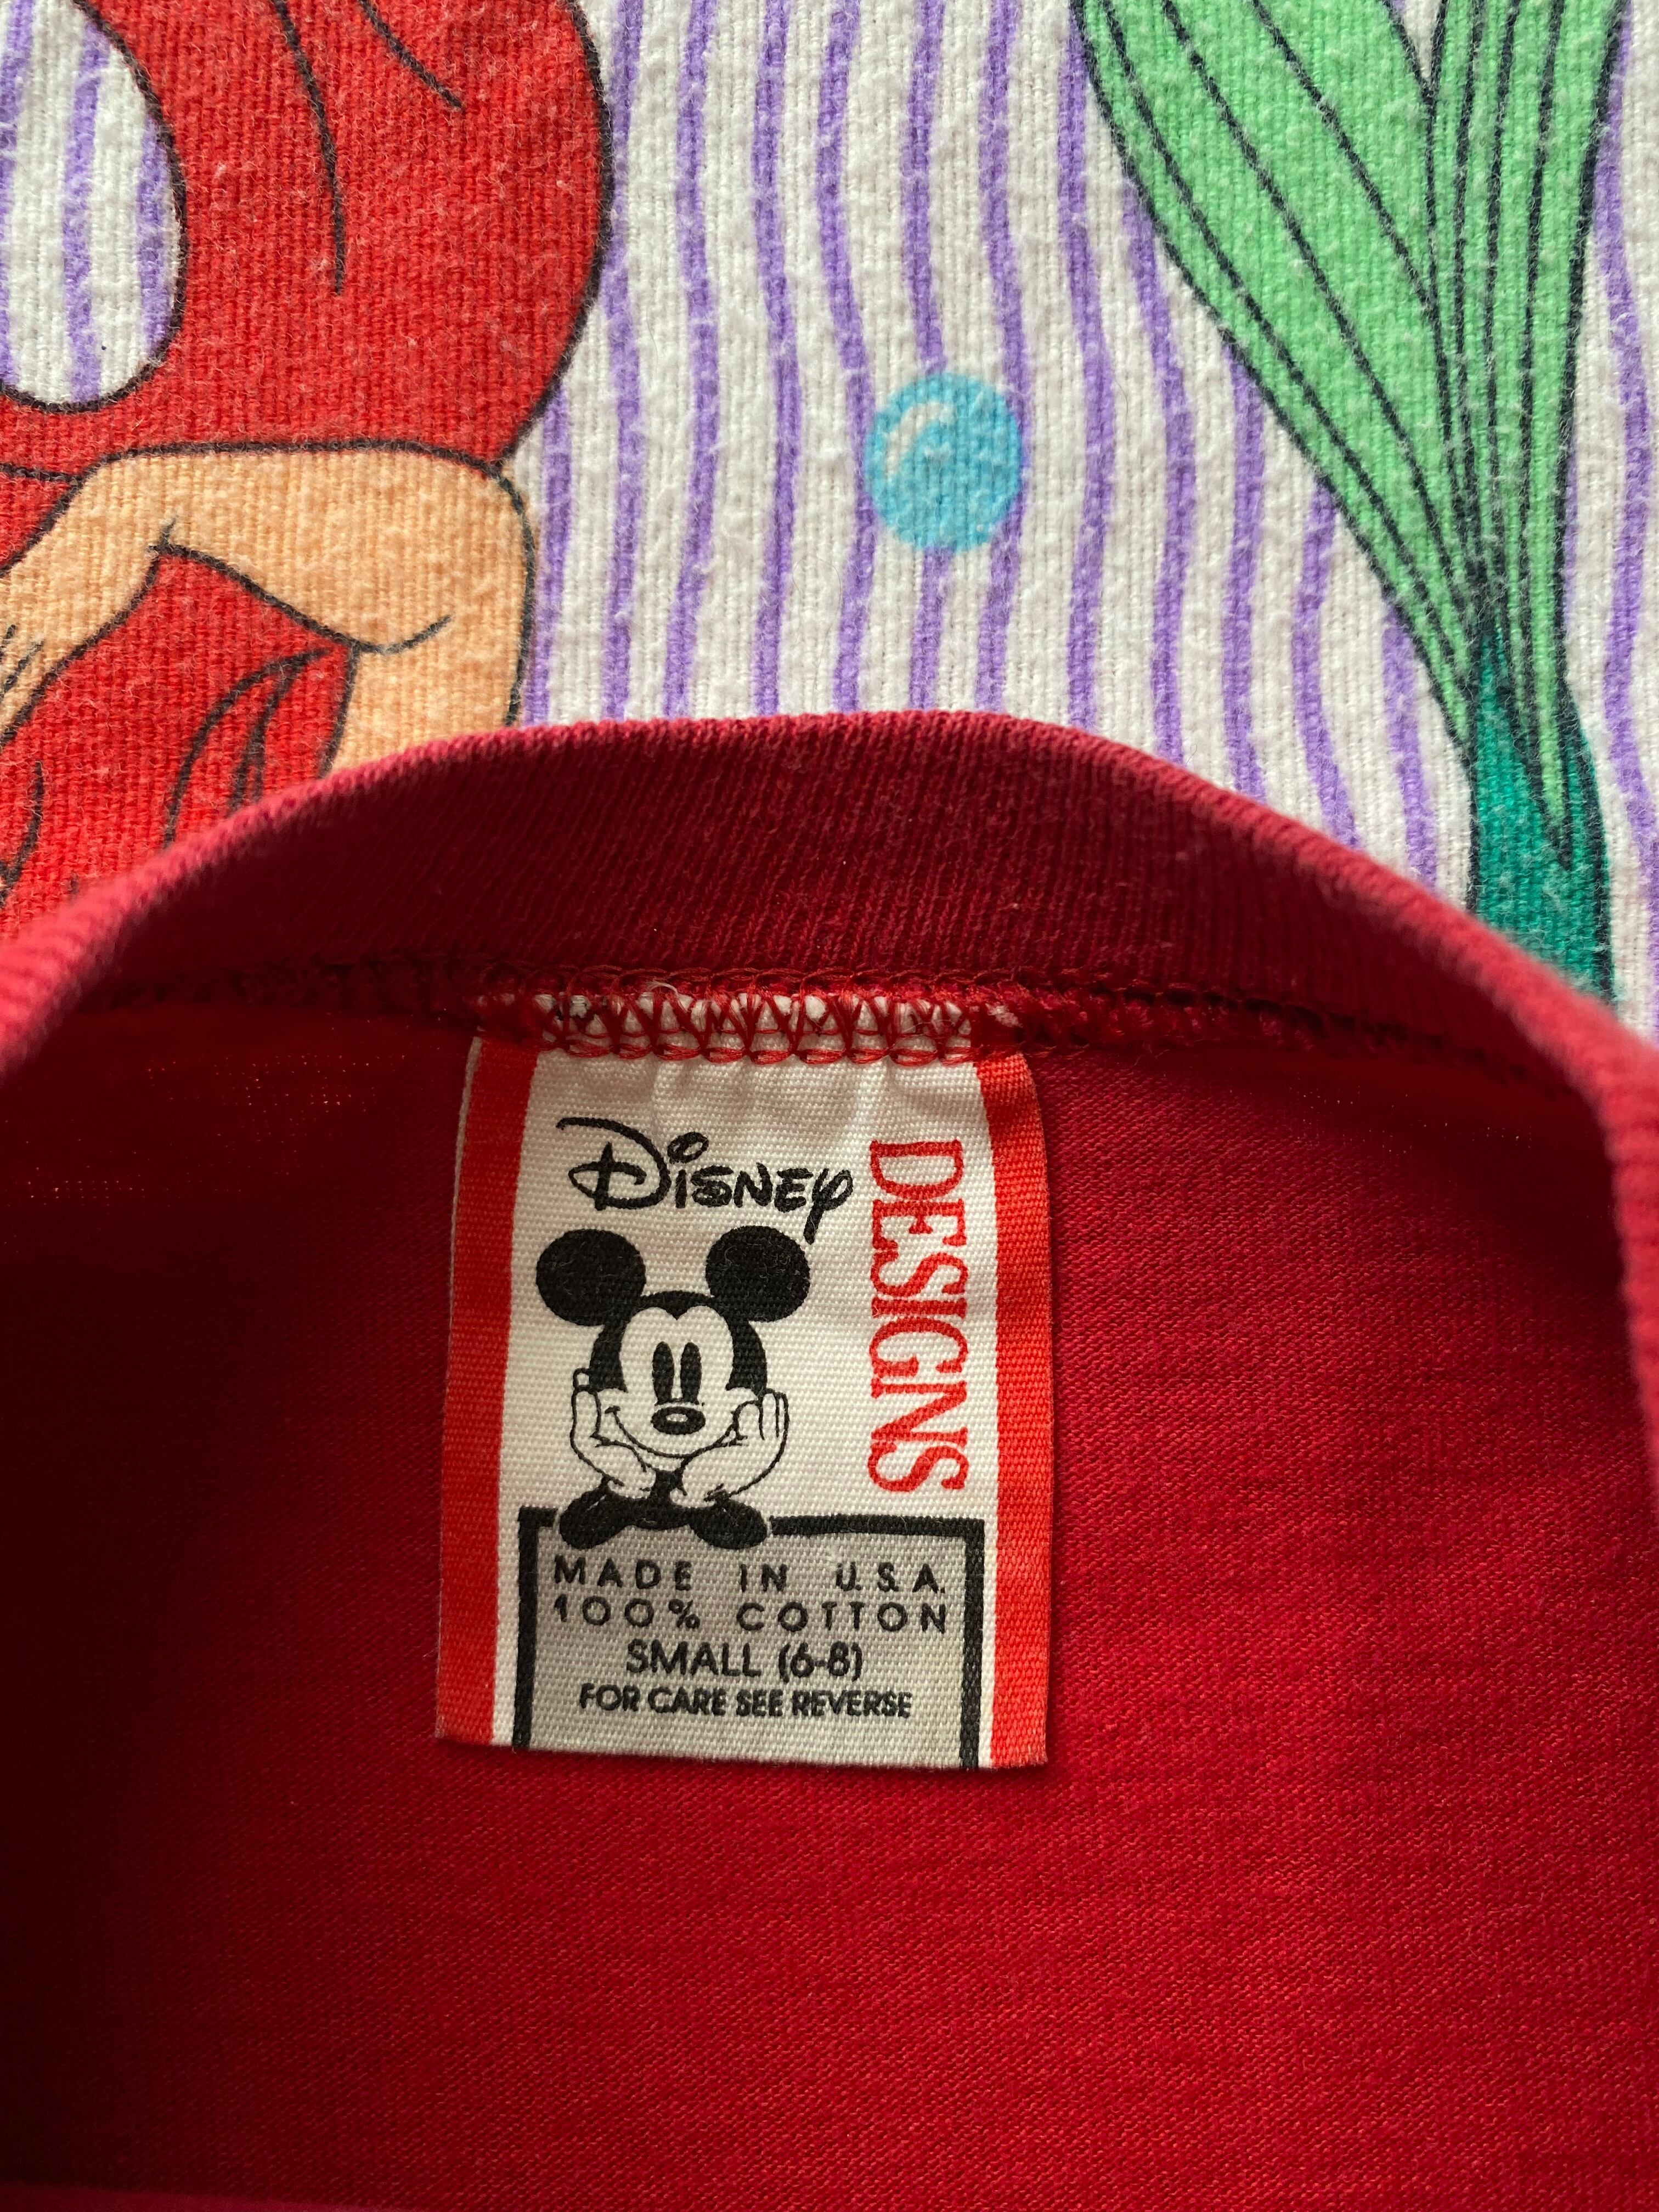 Disney
DESIGNS
MADE IN U.S.A.
100% COTTON
SMALL (6-8)
FOR CARE SEE REVERSE